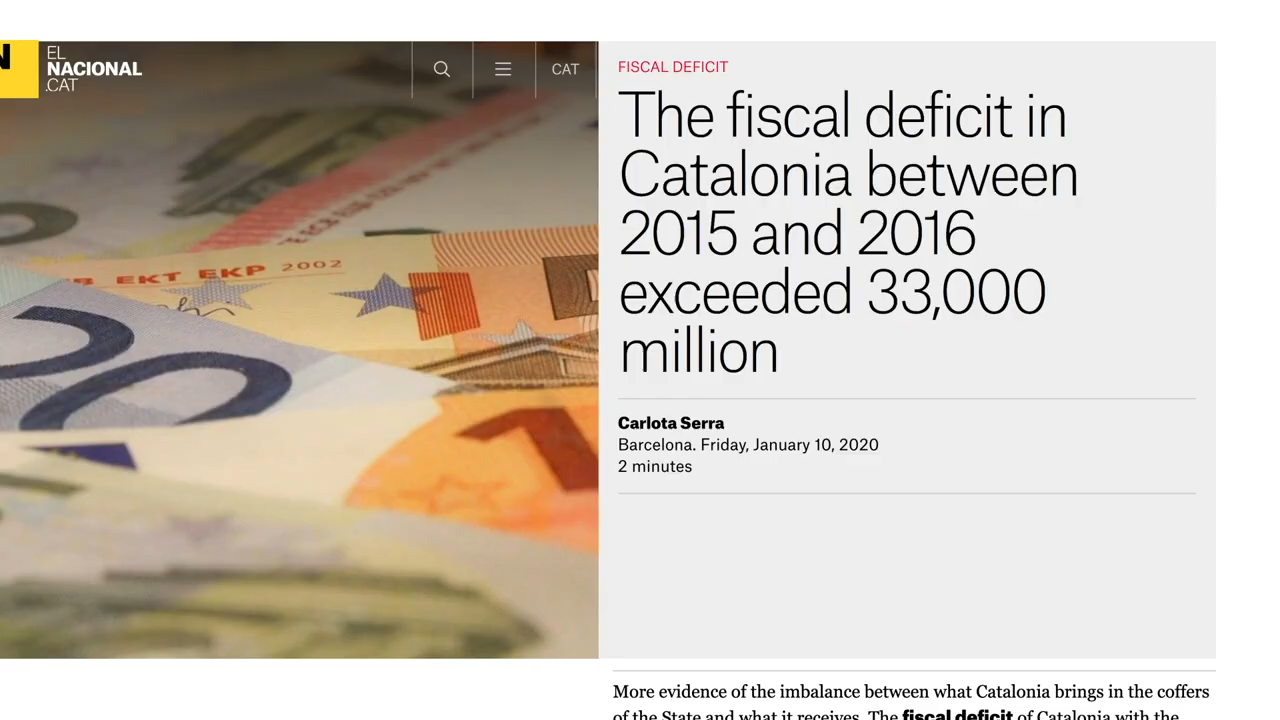 N
EL
NACIONAL
.CAT
CAT
FISCAL DEFICIT
The fiscal deficit in
Catalonia between
2015 and 2016
exceeded 33,000
million
Carlota Serra
Barcelona. Friday, January 10, 2020
2 minutes
EKT EKP 2002
More evidence of the imbalance between what Catalonia brings in the coffers
of the State and what it receives. The fiscal deficit of Catalonia with the